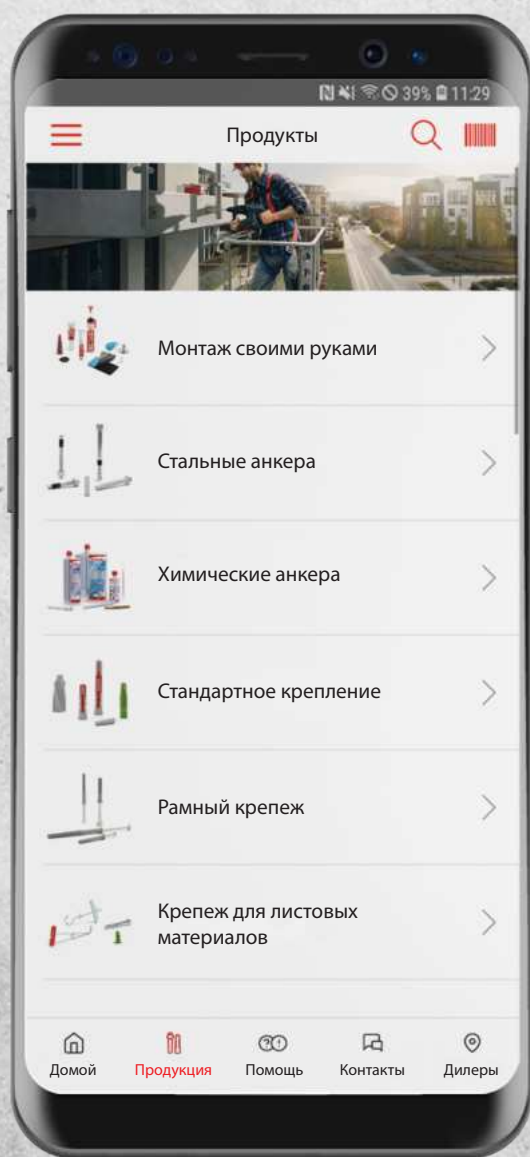 39% 11:29
Продукты
Монтаж своими руками
Стальные анкера
Химические анкера
Стандартное крепление
Рамный крепеж
Крепеж для листовых
материалов
Домой Продукция Помощь Контакты Дилеры